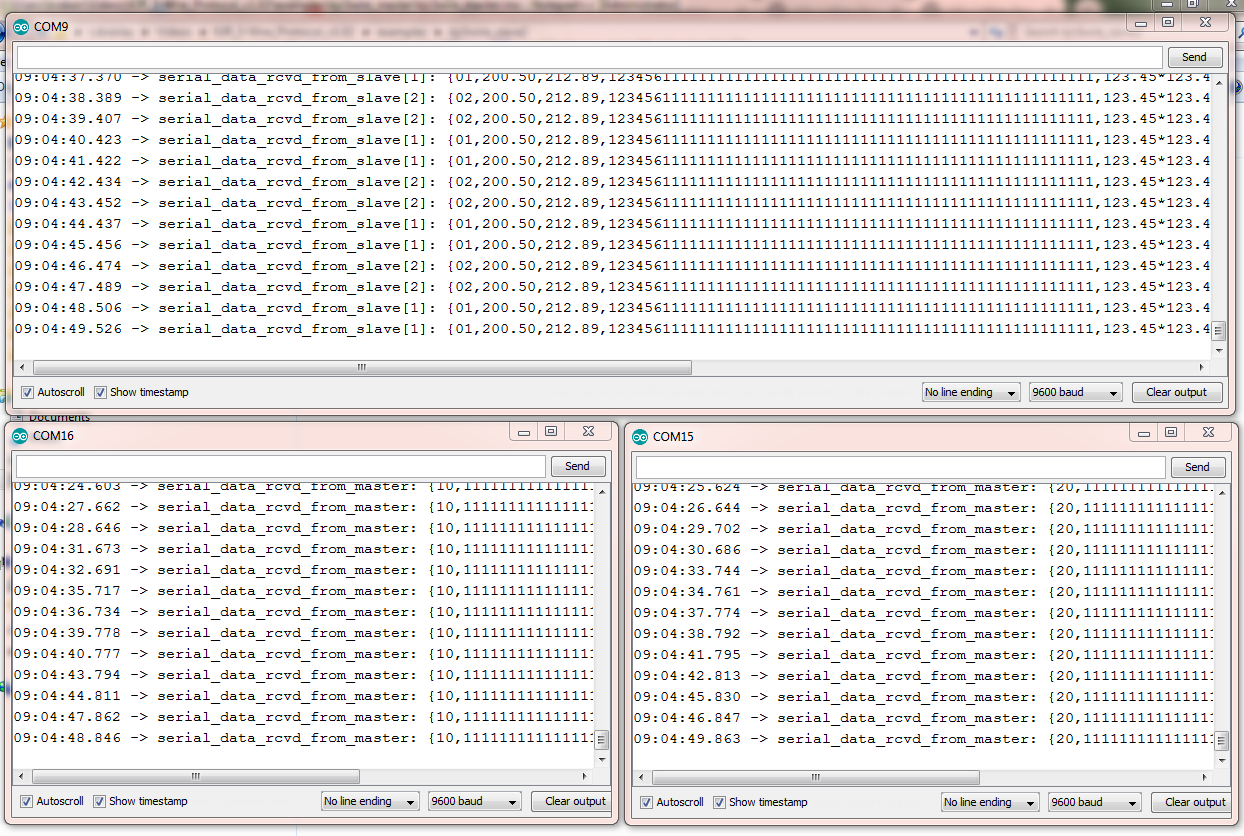 COM9
Send
09:04:37.370 -> serial_data_rcvd_from_slave[1]: {01,200.50,212.89,123456111111111111111111111111111111111111111111111111,123.45*123.4
09:04:38.389 -> serial_data_rcvd_from_slave[2]: {02,200.50,212.89,123456111111111111111111111111111111111111111111111111,123.45*123.4
09:04:39.407 -> serial_data_rcvd_from_slave[2]: {02,200.50,212.89,123456111111111111111111111111111111111111111111111111,123.45*123.4
09:04:40.423 -> serial_data_rcvd_from_slave[1]: {01,200.50,212.89,123456111111111111111111111111111111111111111111111111,123.45*123.4
09:04:41.422 -> serial_data_rcvd_from_slave[1]: {01,200.50,212.89,123456111111111111111111111111111111111111111111111111,123.45*123.4
09:04:42.434 -> serial_data_rcvd_from_slave[2]: {02,200.50,212.89,123456111111111111111111111111111111111111111111111111,123.45*123.4
09:04:43.452 -> serial_data_rcvd_from_slave[2]: {02,200.50,212.89,123456111111111111111111111111111111111111111111111111,123.45*123.4
09:04:44.437 -> serial_data_rcvd_from_slave[1]: {01,200.50,212.89,123456111111111111111111111111111111111111111111111111,123.45*123.4
09:04:45.456 -> serial_data_rcvd_from_slave[1]: {01,200.50,212.89,123456111111111111111111111111111111111111111111111111,123.45*123.4
09:04:46.474 -> serial_data_rcvd_from_slave[2]: {02,200.50,212.89,123456111111111111111111111111111111111111111111111111,123.45*123.4
09:04:47.489 -> serial_data_rcvd_from_slave[2]: {02,200.50,212.89,123456111111111111111111111111111111111111111111111111,123.45*123.4
09:04:48.506 -> serial_data_rcvd_from_slave[1]: {01,200.50,212.89,123456111111111111111111111111111111111111111111111111,123.45*123.4
09:04:49.526 -> serial_data_rcvd_from_slave[1]: {01,200.50,212.89,123456111111111111111111111111111111111111111111111111,123.45*123.4
Autoscroll Show timestamp No line ending 9600 baud Clear output
Documents
COM16
Send
09:04:24.603 -> serial_data_rcvd_from_master: {10,11111111111111
09:04:27.662 -> serial_data_rcvd_from_master: {10,11111111111111
09:04:28.646 -> serial_data_rcvd_from_master: {10,11111111111111
09:04:31.673 -> serial_data_rcvd_from_master: {10,11111111111111
09:04:32.691 -> serial_data_rcvd_from_master: {10,11111111111111
09:04:35.717 -> serial_data_rcvd_from_master: {10,11111111111111
09:04:36.734 -> serial_data_rcvd_from_master: {10,11111111111111
09:04:39.778 -> serial_data_rcvd_from_master: {10,11111111111111
09:04:40.777 -> serial_data_rcvd_from_master: {10,11111111111111
09:04:43.794 -> serial_data_rcvd_from_master: {10,11111111111111
09:04:44.811 -> serial_data_rcvd_from_master: {10,11111111111111
09:04:47.862 -> serial_data_rcvd_from_master: {10,11111111111111
09:04:48.846 -> serial_data_rcvd_from_master: {10,11111111111111
Autoscroll Show timestamp No line ending 9600 baud Clear output
COM15
Send
09:04:25.624 -> serial_data_rcvd_from_master: {20,11111111111111
09:04:26.644 -> serial_data_rcvd_from_master: {20,11111111111111
09:04:29.702 -> serial_data_rcvd_from_master: {20,11111111111111
09:04:30.686 -> serial_data_rcvd_from_master: {20,11111111111111
09:04:33.744 -> serial_data_rcvd_from_master: {20,11111111111111
09:04:34.761 -> serial_data_rcvd_from_master: {20,11111111111111
09:04:37.774 -> serial_data_rcvd_from_master: {20,11111111111111
09:04:38.792 -> serial_data_rcvd_from_master: {20,11111111111111
09:04:41.795 -> serial_data_rcvd_from_master: {20,11111111111111
09:04:42.813 -> serial_data_rcvd_from_master: {20,11111111111111
09:04:45.830 -> serial_data_rcvd_from_master: {20,11111111111111
09:04:46.847 -> serial_data_rcvd_from_master: {20,11111111111111
09:04:49.863 -> serial_data_rcvd_from_master: {20,11111111111111
Autoscroll Show timestamp No line ending 9600 baud Clear output